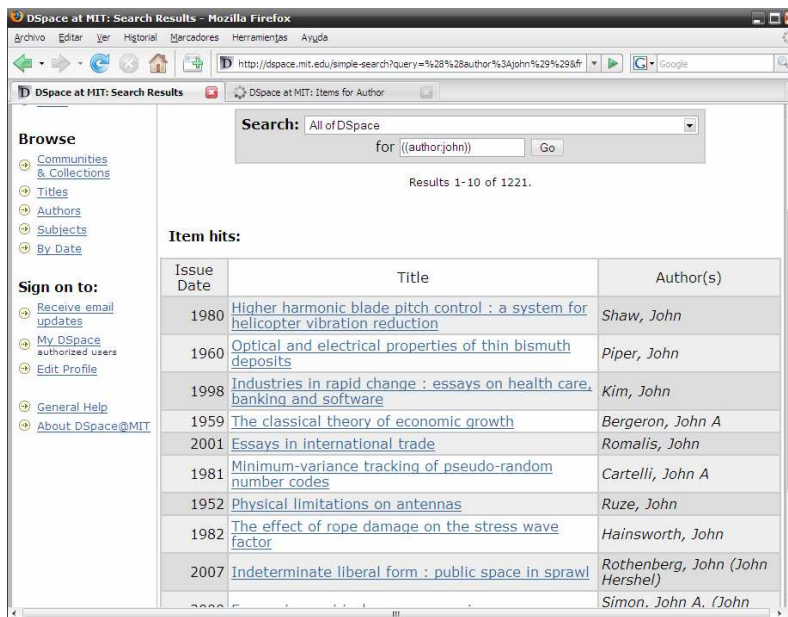 DSpace at MIT: Search Results - Mozilla Firefox
Archivo Editar Ver Historial Marcadores Herramientas Ayuda
http://dspace.mit.edu/simple-search?query=%28%28author%3Ajohn%29%29&fr
Google
DSpace at MIT: Search Results
DSpace at MIT: Items for Author
Search: All of DSpace
for ((author:john)) Go
Results 1-10 of 1221.
Browse
Communities
& Collections
Titles
Authors
Subjects
By Date
Sign on to:
Receive email
updates
My DSpace
authorized users
Edit Profile
General Help
About DSpace@MIT
Item hits:
Issue
Date
Title
Author(s)
1980 Higher harmonic blade pitch control : a system for
helicopter vibration reduction
Shaw, John
1960 Optical and electrical properties of thin bismuth
deposits
Piper, John
1998 Industries in rapid change : essays on health care,
banking and software
Kim, John
1959 The classical theory of economic growth Bergeron, John A
2001 Essays in international trade Romalis, John
1981 Minimum-variance tracking of pseudo-random
number codes
Cartelli, John A
1952 Physical limitations on antennas Ruze, John
1982 The effect of rope damage on the stress wave
factor
Hainsworth, John
2007 Indeterminate liberal form : public space in sprawl
Rothenberg, John (John
Hershel)
Simon, John A. (John